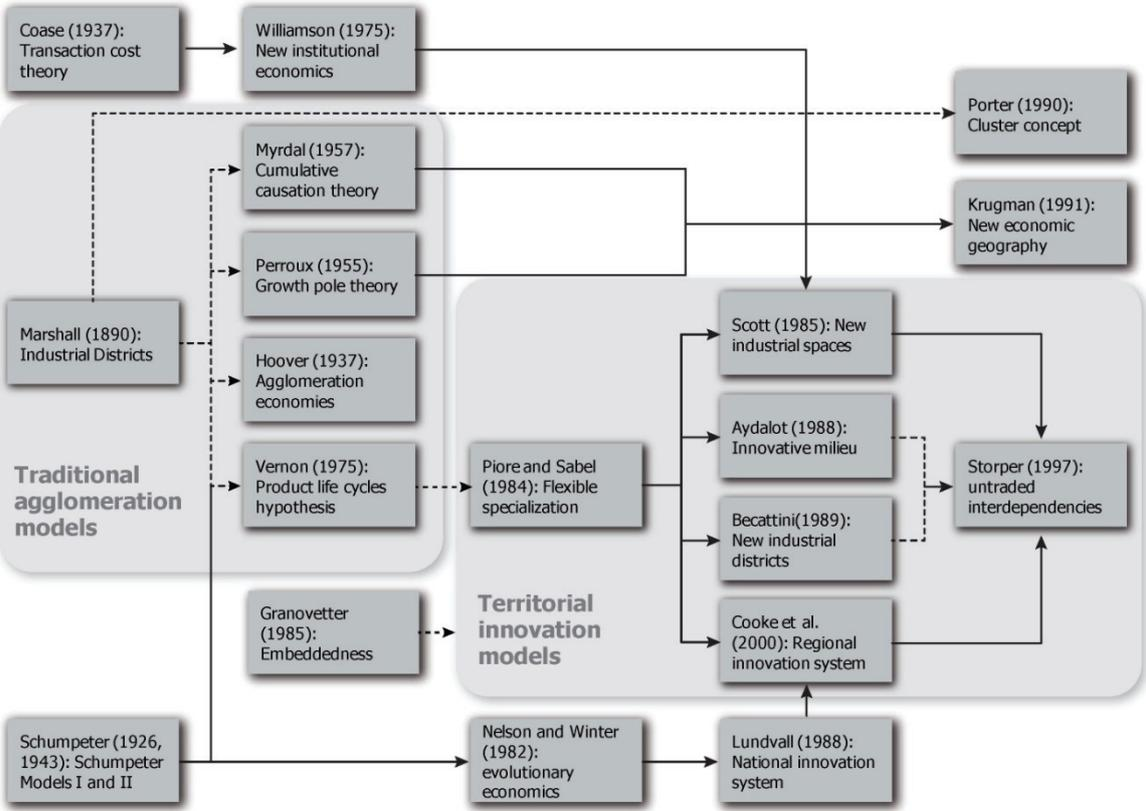 Coase (1937):
Transaction cost
theory
Williamson (1975):
New institutional
economics
Porter (1990):
Cluster concept
Myrdal (1957):
Cumulative
causation theory
Krugman (1991):
New economic
geography
Perroux (1955):
Growth pole theory
Marshall (1890):
Industrial Districts
Scott (1985): New
industrial spaces
Hoover (1937):
Agglomeration
economies
Aydalot (1988):
Innovative milieu
Traditional
agglomeration
models
Vernon (1975):
Product life cycles
hypothesis
Piore and Sabel
(1984): Flexible
specialization
Storper (1997):
untraded
interdependencies
Becattini(1989):
New industrial
districts
Granovetter
(1985):
Embeddedness
Territorial
innovation
models
Cooke et al.
(2000): Regional
innovation system
Schumpeter (1926,
1943): Schumpeter
Models I and II
Nelson and Winter
(1982):
evolutionary
economics
Lundvall (1988):
National innovation
system